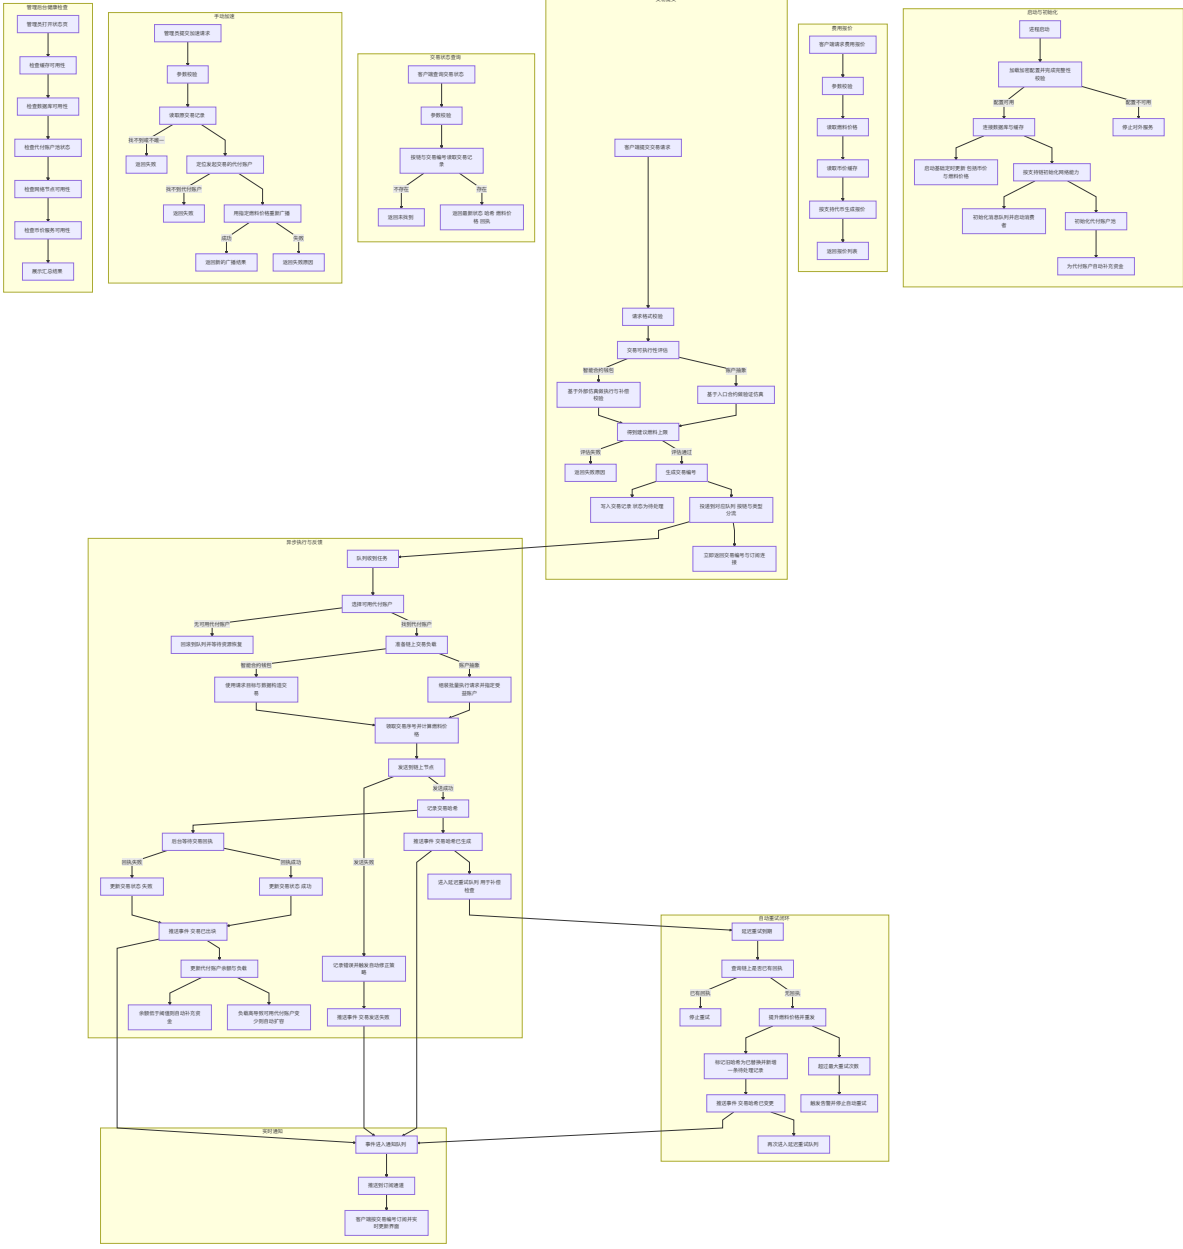 管理后台健康检查
管理员打开状态页
检查缓存可用性
检查数据库可用性
检查代付账户池状态
检查网络节点可用性
检查币价服务可用性
展示汇总结果
手动加速
管理员提交加速请求
参数校验
读取原交易记录
找不到或不唯一
返回失败
定位发起交易的代付账户
找不到代付账户
返回失败
用指定燃料价格重新广播
成功
失败
返回新的广播结果
返回失败原因
交易状态查询
客户端查询交易状态
参数校验
按链与交易编号读取交易记
录
不存在
存在
返回未找到
返回最新状态 哈希 燃料价
格 回执
客户端提交交易请求
请求格式校验
交易可执行性评估
智能合约钱包
账户抽象
基于外部仿真做执行与补偿
校验
基于入口合约做验证仿真
得到建议燃料上限
评估失败
评估通过
返回失败原因
生成交易编号
写入交易记录 状态为待处理
投递到对应队列 按链与类型
分流
立即返回交易编号与订阅连
接
费用报价
客户端请求费用报价
参数校验
读取燃料价格
读取币价缓存
按支持代币生成报价
返回报价列表
启动与初始化
进程启动
加载加密配置并完成完整性
校验
配置可用
配置不可用
连接数据库与缓存
停止对外服务
启动基础定时更新 包括币价
与燃料价格
按支持链初始化网络能力
初始化消息队列并启动消费
者
初始化代付账户池
为代付账户自动补充资金
异步执行与反馈
队列收到任务
选择可用代付账户
无可用代付账户
找到代付账户
回滚到队列并等待资源恢复
准备链上交易负载
智能合约钱包
账户抽象
使用请求目标与数据构造交
易
组装批量执行请求并指定受
益账户
领取交易序号并计算燃料价
格
发送到链上节点
发送成功
记录交易哈希
后台等待交易回执
推送事件 交易哈希已生成
回执失败
回执成功
发送失败
更新交易状态 失败
更新交易状态 成功
进入延迟重试队列 用于补偿
检查
推送事件 交易已出块
更新代付账户余额与负载
记录错误并触发自动修正策
略
余额低于阈值则自动补充资
金
负载高导致可用代付账户变
少则自动扩容
推送事件 交易发送失败
自动重试闭环
延迟重试到期
查询链上是否已有回执
已有回执
无回执
停止重试
提升燃料价格并重发
标记旧哈希为已替换并新增
一条待处理记录
超过最大重试次数
推送事件 交易哈希已变更
触发告警并停止自动重试
再次进入延迟重试队列
实时通知
事件进入通知队列
推送到订阅通道
客户端按交易编号订阅并实
时更新界面